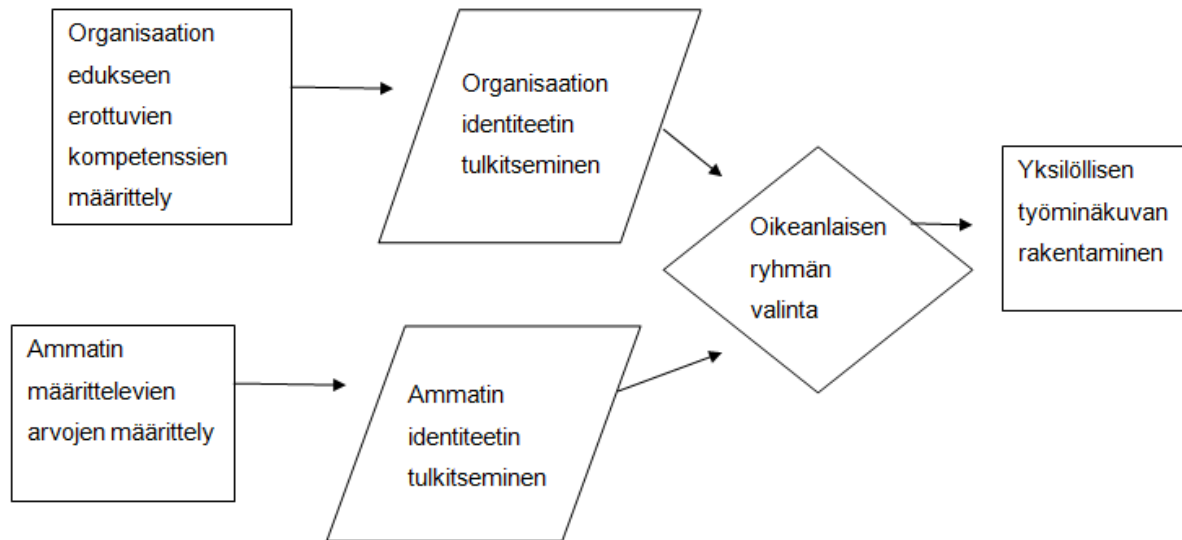 Organisaation
edukseen
erottuvien
kompetenssien
määrittely
Organisaation
identiteetin
tulkitseminen
Ammatin
määrittelevien
arvojen määrittely
Ammatin
identiteetin
tulkitseminen
Oikeanlaisen
ryhmän
valinta
Yksilöllisen
työminäkuvan
rakentaminen